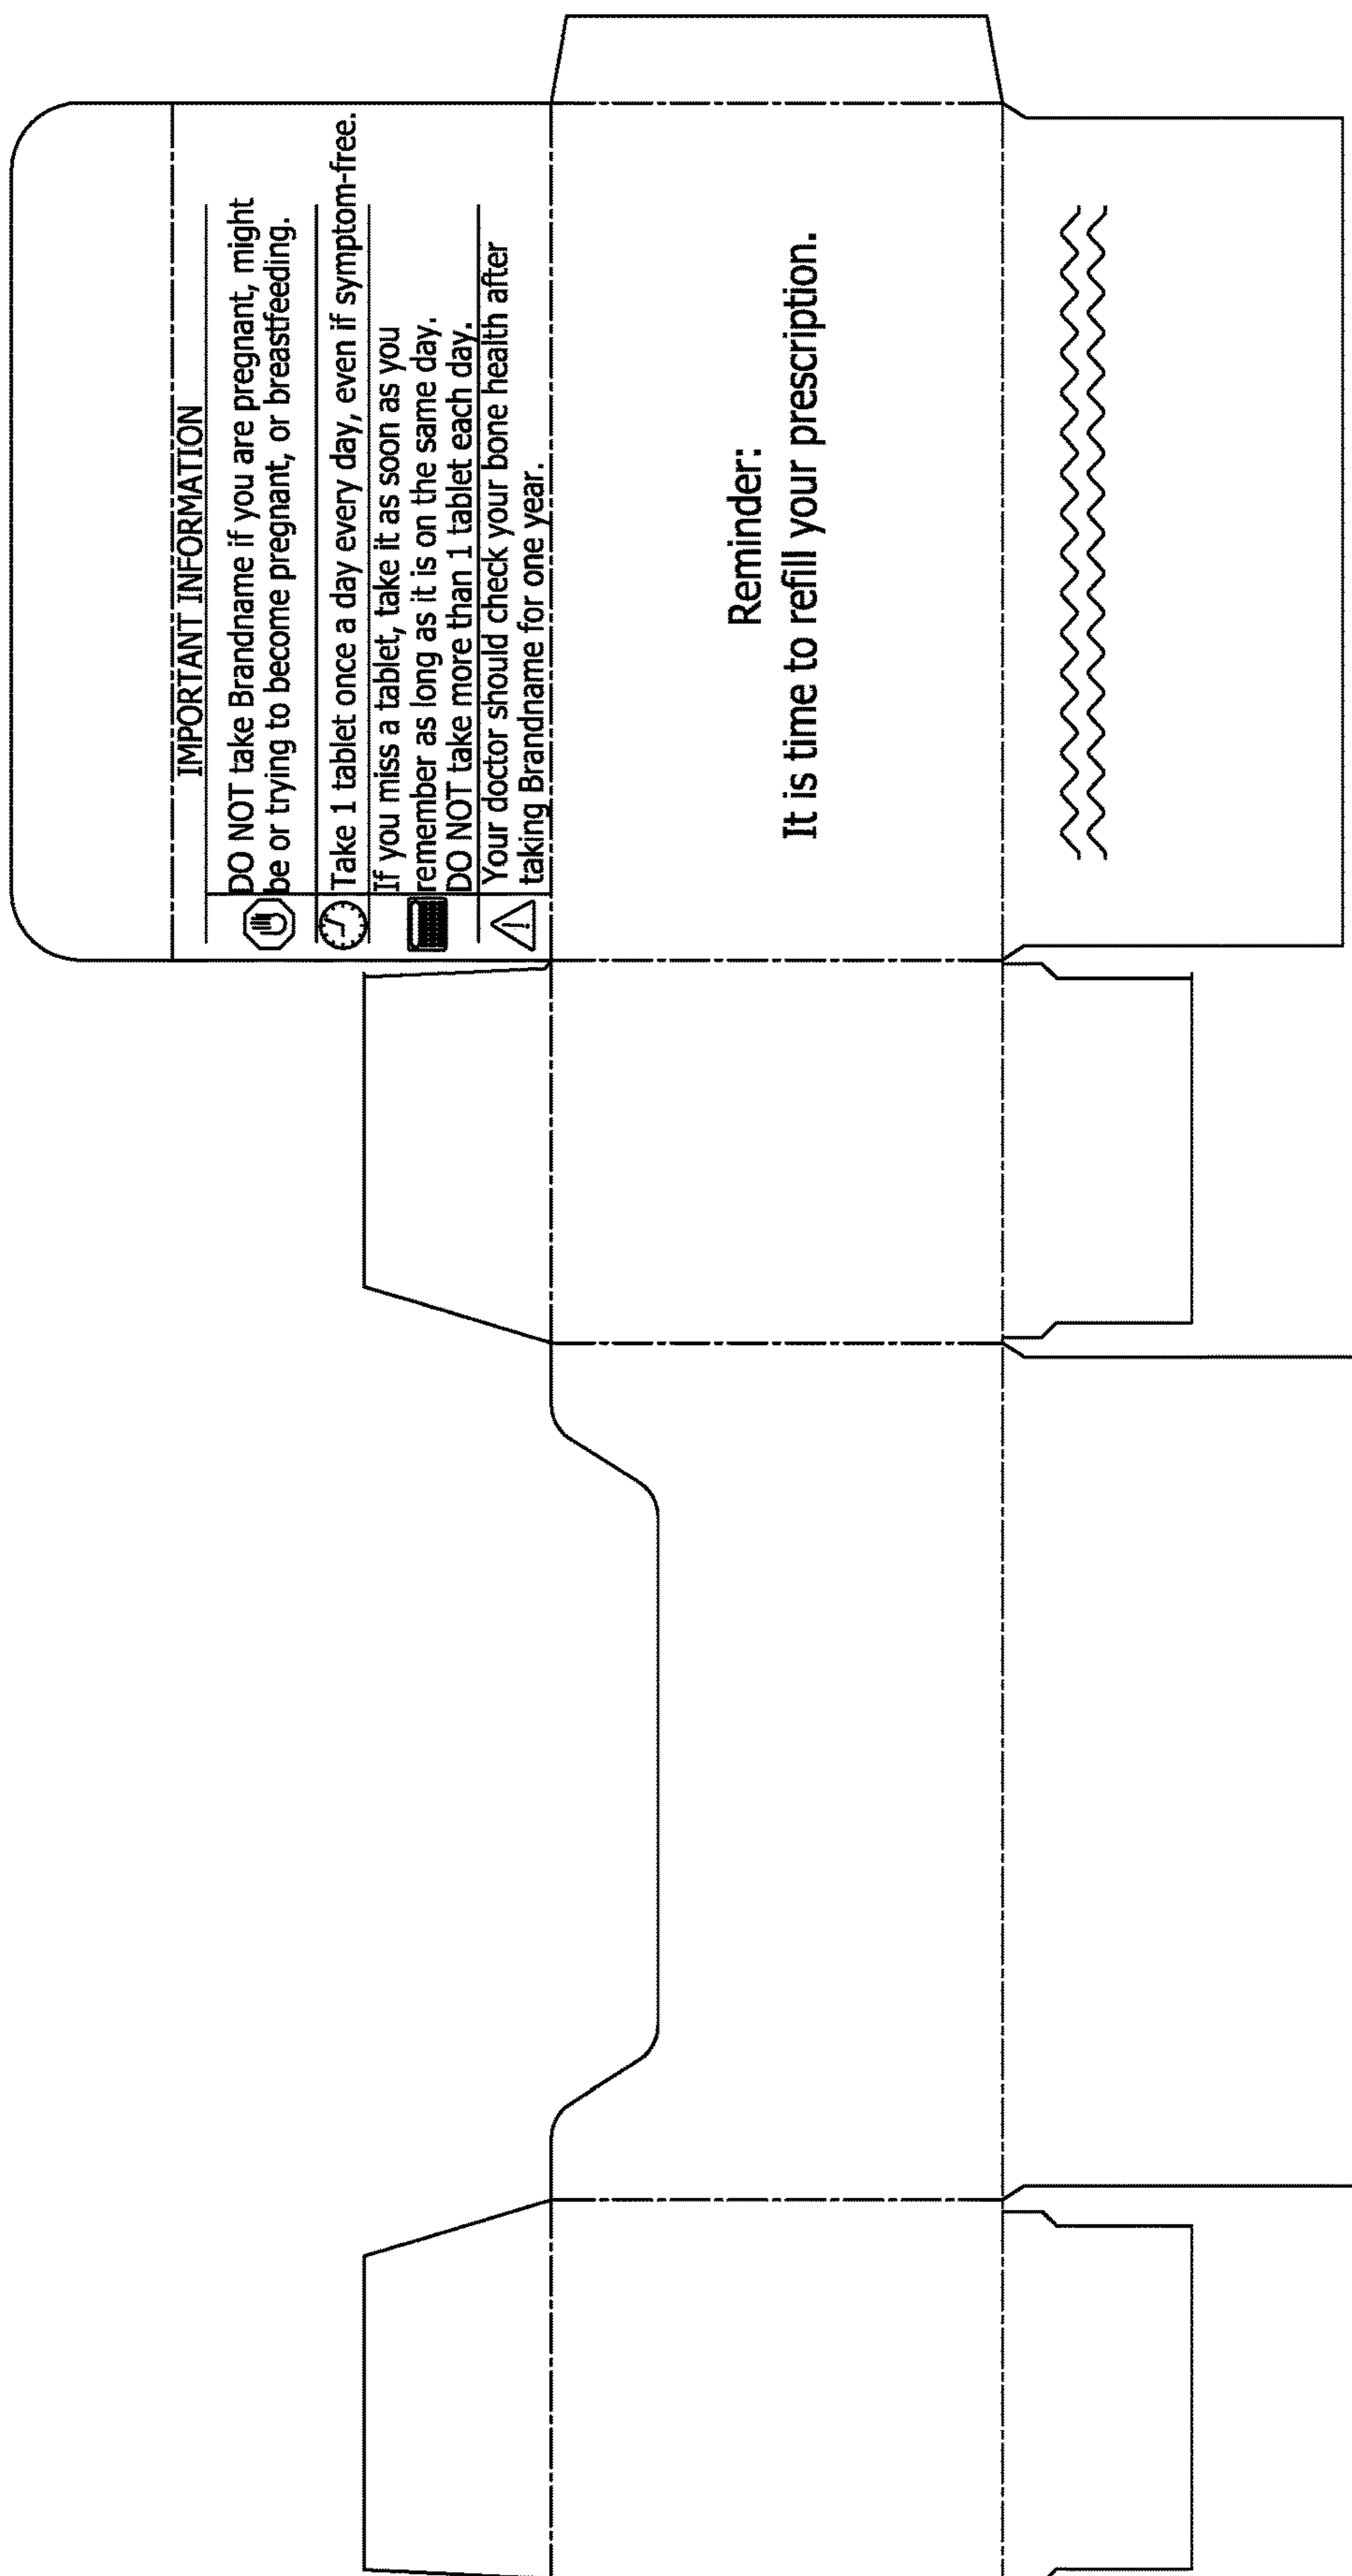 IMPORTANT INFORMATION
DO NOT take Brandname if you are pregnant, might
be or trying to become pregnant, or breastfeeding.
Take 1 tablet once a day every day, even if symptom-free.
If you miss a tablet, take it as soon as you
remember as long as it is on the same day.
DO NOT take more than 1 tablet each day.
Your doctor should check your bone health after
taking Brandname for one year.
Reminder:
It is time to refill your prescription.